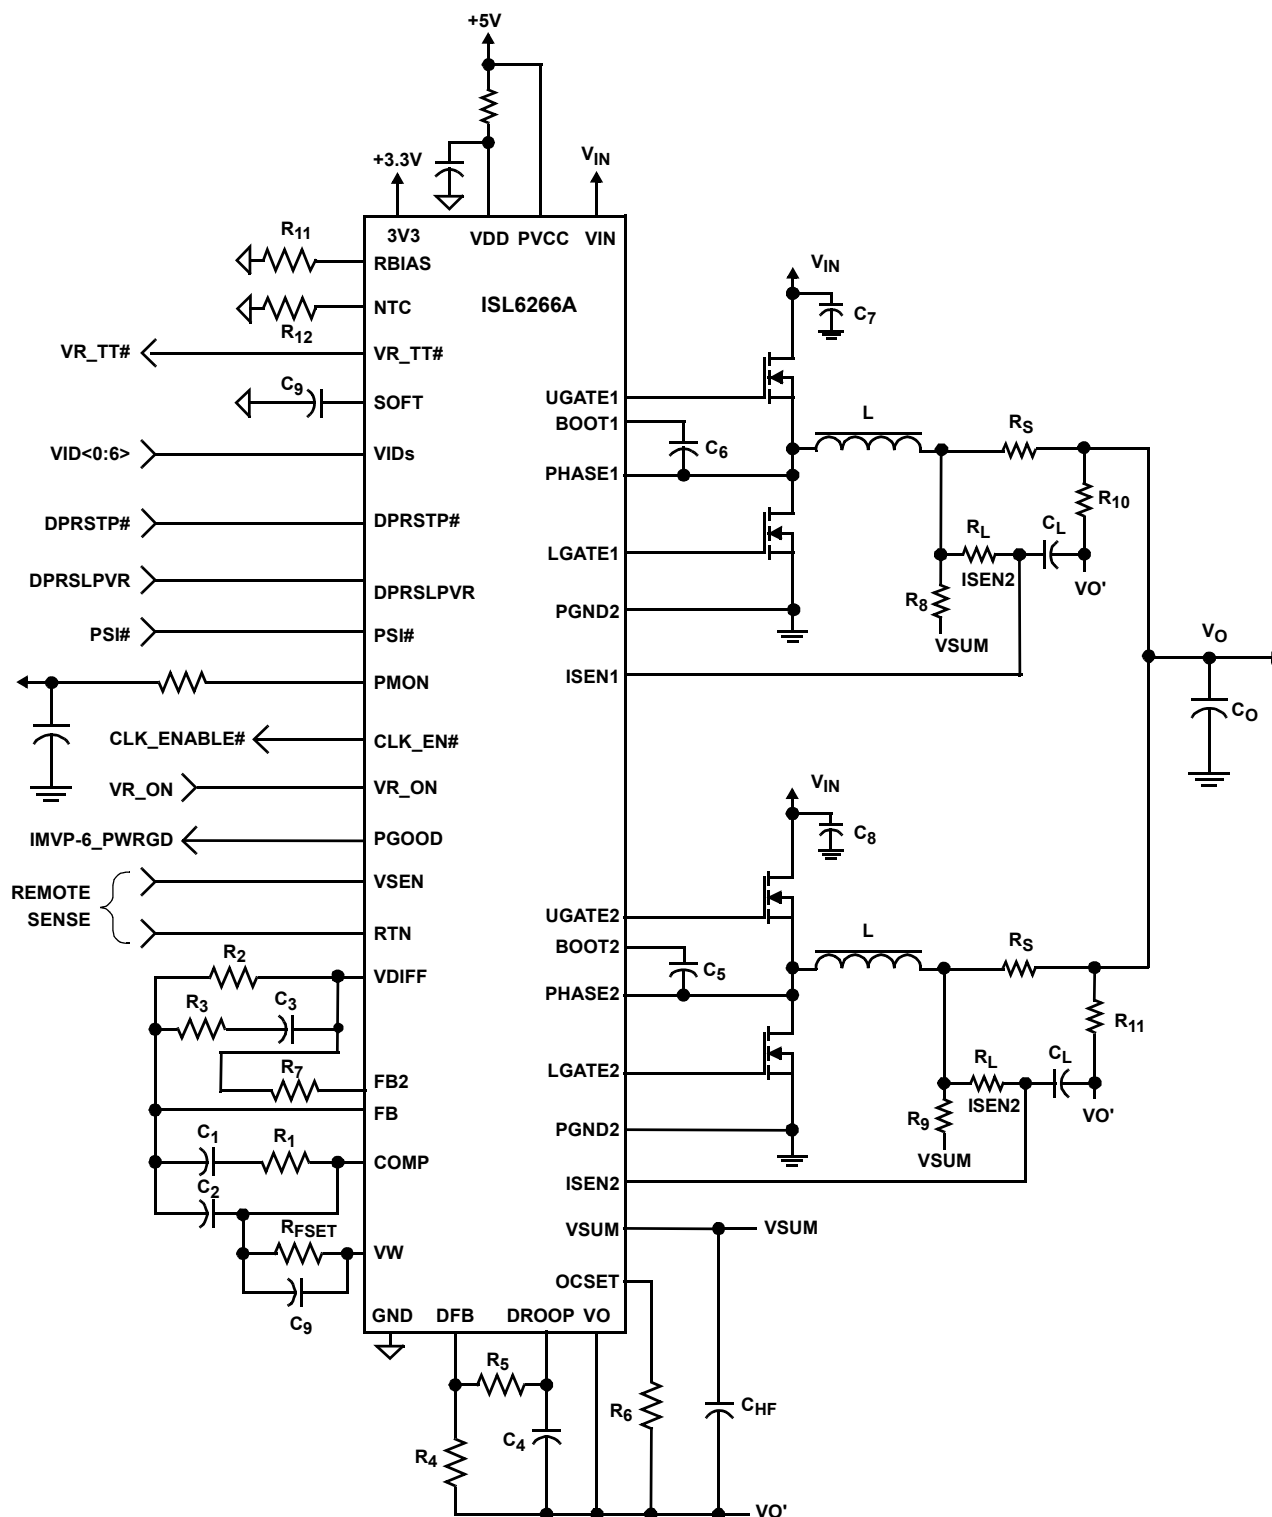 +5V
+3.3V
VIN
3V3
VDD
PVCC
VIN
ISL6266A
R11
RBIAS
NTC
R12
VR_TT#
VR_TT#
C9
SOFT
VID<0:6>
VIDs
DPRSTP#
DPRSTP#
DPRSLPVR
DPRSLPVR
PSI#
PSI#
PMON
CLK_ENABLE#
CLK_EN#
VR_ON
VR_ON
IMVP-6_PWRGD
PGOOD
REMOTE
SENSE
VSEN
RTN
R2
VDIFF
R3
C3
R7
FB2
FB
C1
R1
COMP
C2
RFSET
VW
C9
GND
DFB
DROOP
VO
R5
R4
C4
R6
CHF
VO'
UGATE1
BOOT1
C6
PHASE1
LGATE1
PGND2
ISEN1
VIN
C7
L
RS
R10
RL
CL
ISEN2
VO'
R8
VSUM
VO
CO
VIN
C8
UGATE2
BOOT2
C5
PHASE2
LGATE2
PGND2
ISEN2
L
RS
R11
RL
CL
ISEN2
VO'
R9
VSUM
VSUM
VSUM
OCSET